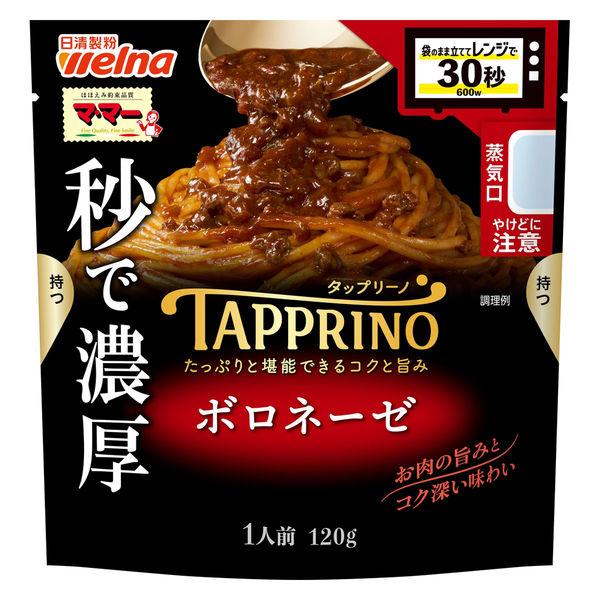 日清製粉
Welna
ほほえみ約束品質
マ・マー
Fine Quality, Fine Smile
袋のまま立ててレンジで
30秒
600w
蒸気口
やけどに
注意
秒で濃厚
持つ
持つ
タップリーノ
TAPPRINO
調理例
たっぷりと堪能できるコクと旨み
ボロネーゼ
お肉の旨みと
コク深い味わい
1人前 120g